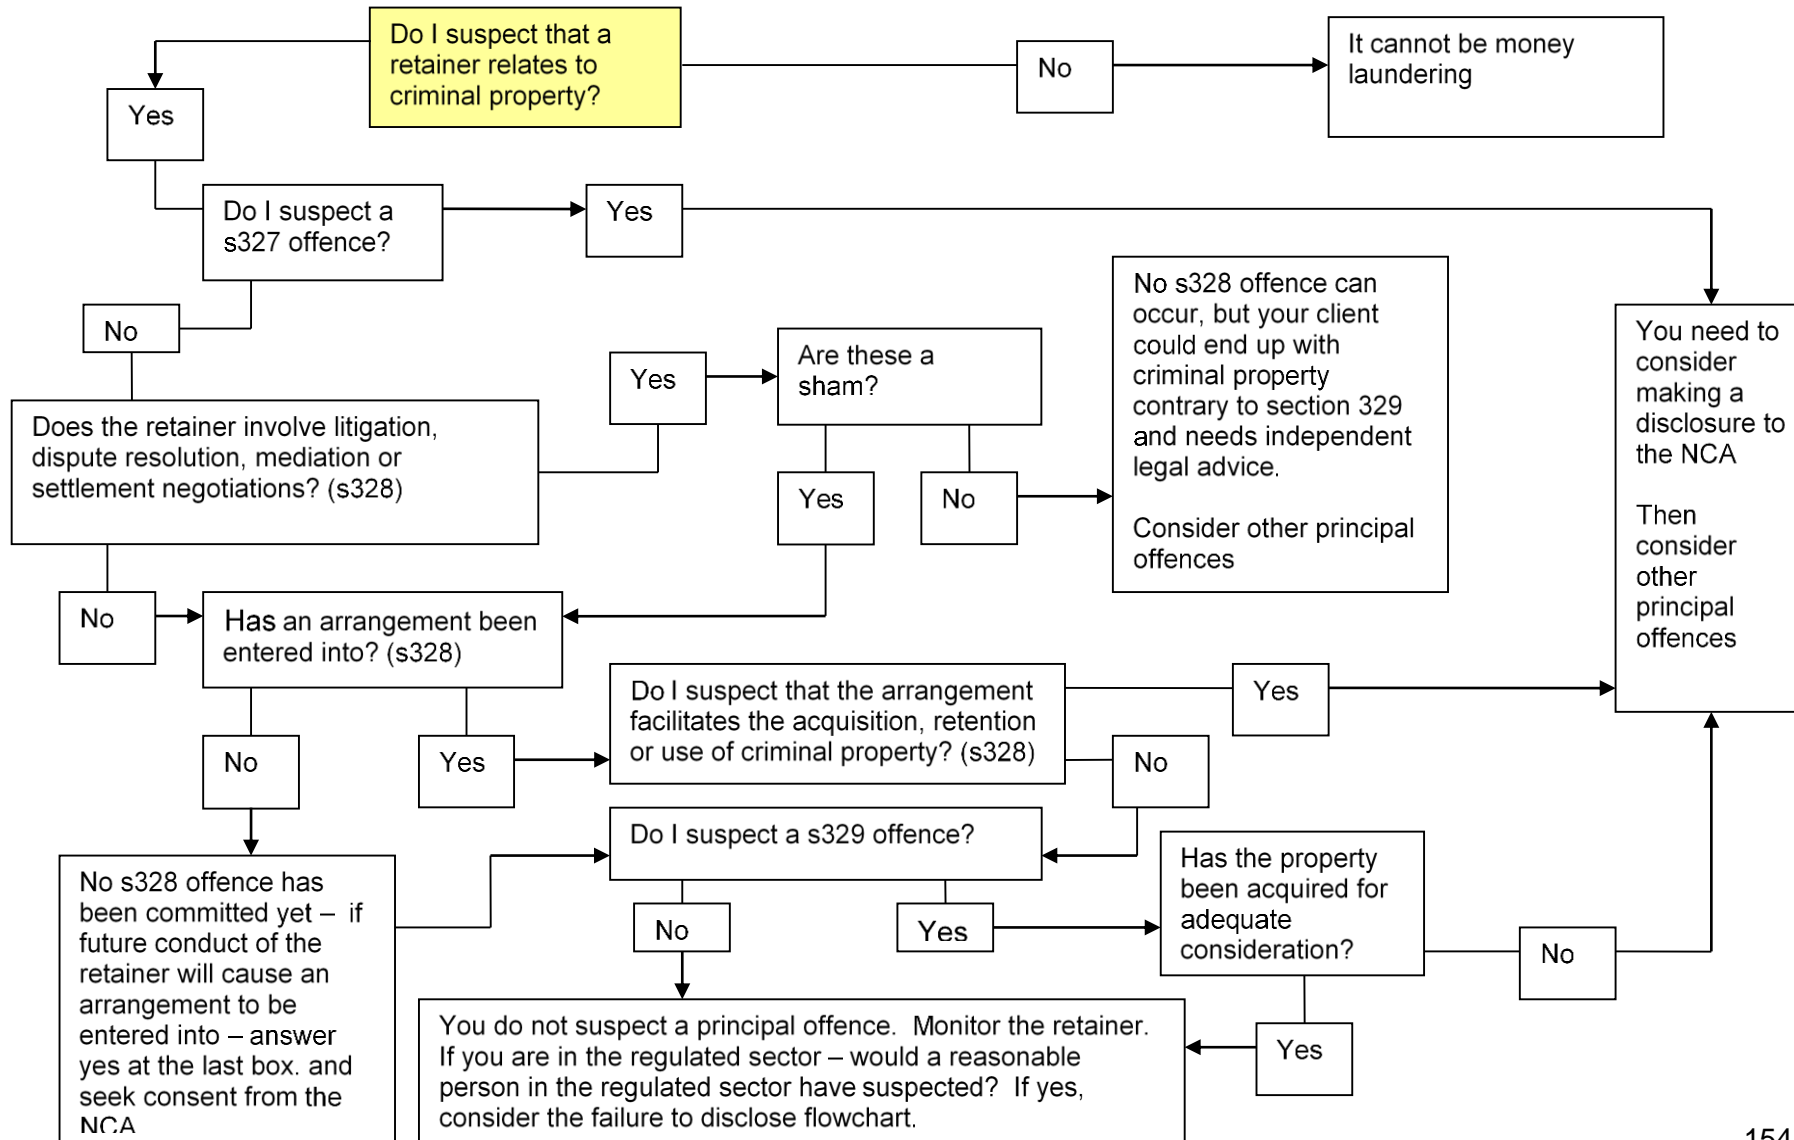 Do I suspect that a
retainer relates to
criminal property?
No
It cannot be money
laundering
Yes
Do I suspect a
s327 offence?
Yes
No
Does the retainer involve litigation,
dispute resolution, mediation or
settlement negotiations? (s328)
Yes
Are these a
sham?
Yes
No
No s328 offence can
occur, but your client
could end up with
criminal property
contrary to section 329
and needs independent
legal advice.
Consider other principal
offences
You need to
consider
making a
disclosure to
the NCA
Then
consider
other
principal
offences
No
Has an arrangement been
entered into? (s328)
No
Yes
Do I suspect that the arrangement
facilitates the acquisition, retention
or use of criminal property? (s328)
Yes
No
No s328 offence has
been committed yet – if
future conduct of the
retainer will cause an
arrangement to be
entered into – answer
yes at the last box. and
seek consent from the
NCA
Do I suspect a s329 offence?
No
Yes
Has the property
been acquired for
adequate
consideration?
No
Yes
You do not suspect a principal offence. Monitor the retainer.
If you are in the regulated sector – would a reasonable
person in the regulated sector have suspected? If yes,
consider the failure to disclose flowchart.
154